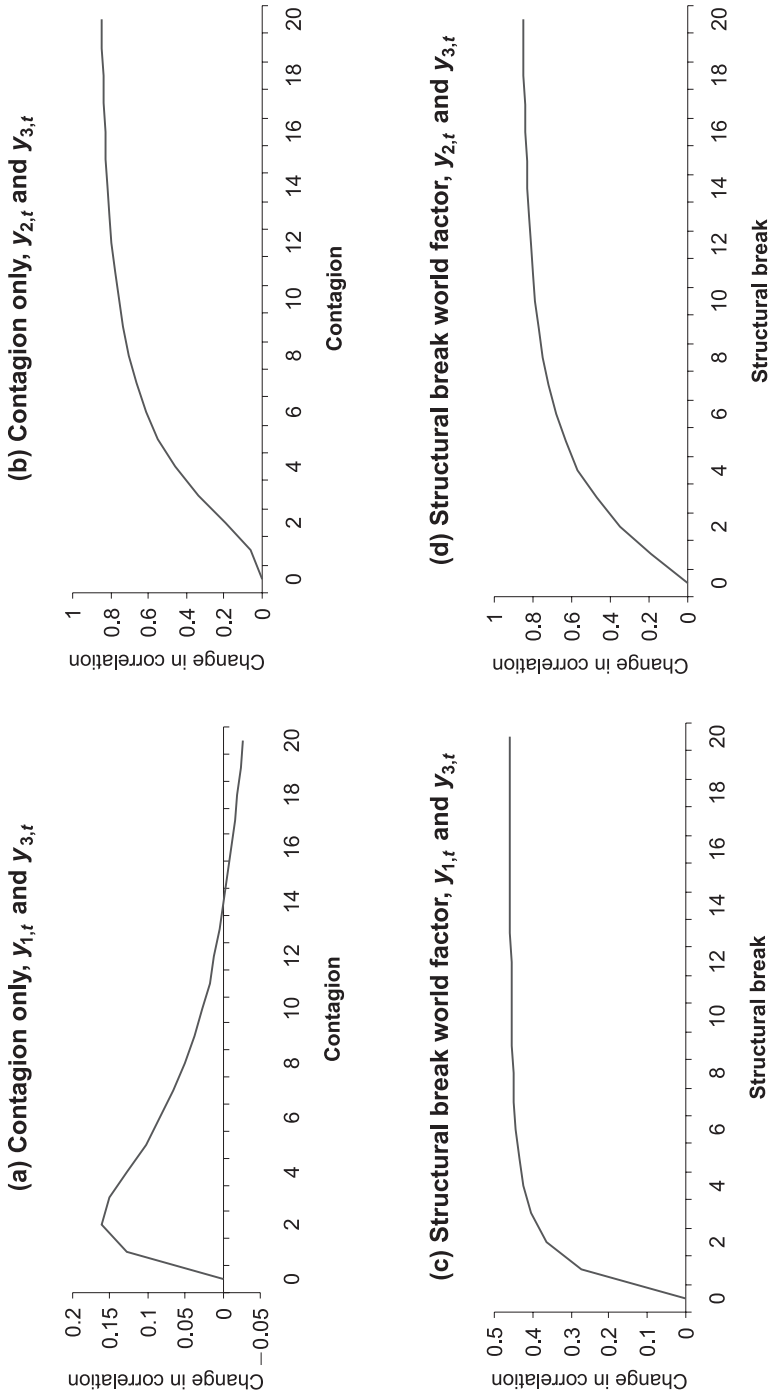 (a) Contagion only, y1,t and y3,t
Change in correlation
0.2
0.15
0.1
0.05
0
−0.05
0 2 4 6 8 10 12 14 16 18 20
Contagion
(b) Contagion only, y2,t and y3,t
Change in correlation
1
0.8
0.6
0.4
0.2
0
0 2 4 6 8 10 12 14 16 18 20
Contagion
(c) Structural break world factor, y1,t and y3,t
Change in correlation
0.5
0.4
0.3
0.2
0.1
0
0 2 4 6 8 10 12 14 16 18 20
Structural break
(d) Structural break world factor, y2,t and y3,t
Change in correlation
1
0.8
0.6
0.4
0.2
0
0 2 4 6 8 10 12 14 16 18 20
Structural break